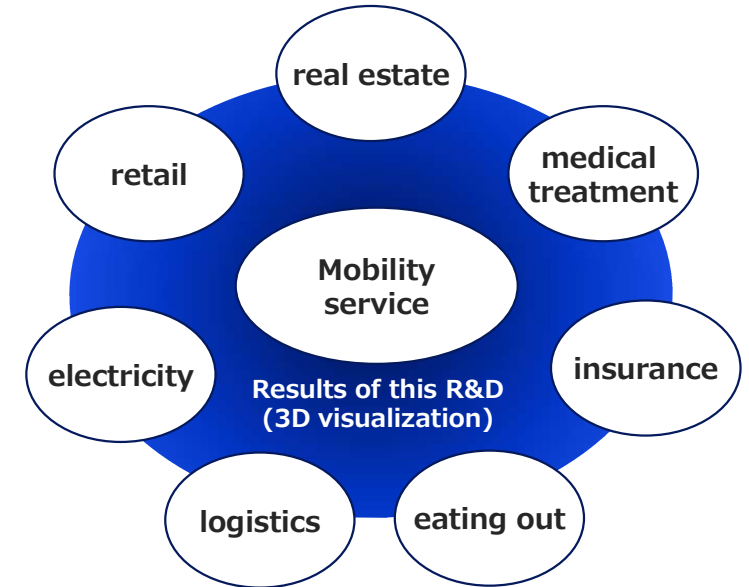 real estate
retail
medical
treatment
Mobility
service
electricity
insurance
Results of this R&D
(3D visualization)
logistics
eating out